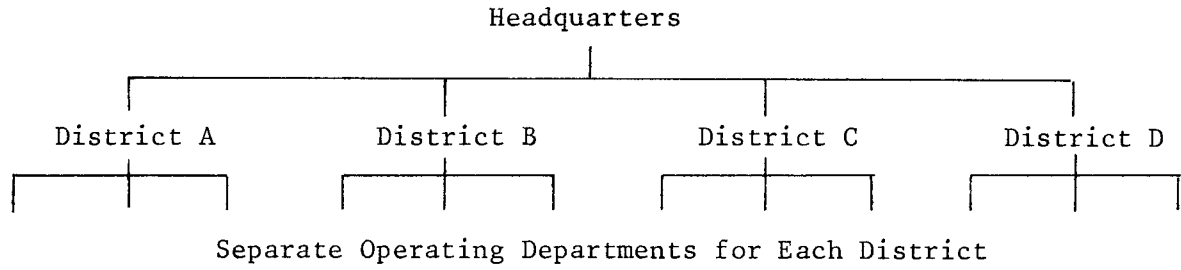 Headquarters
District A District B District C District D
Separate Operating Departments for Each District